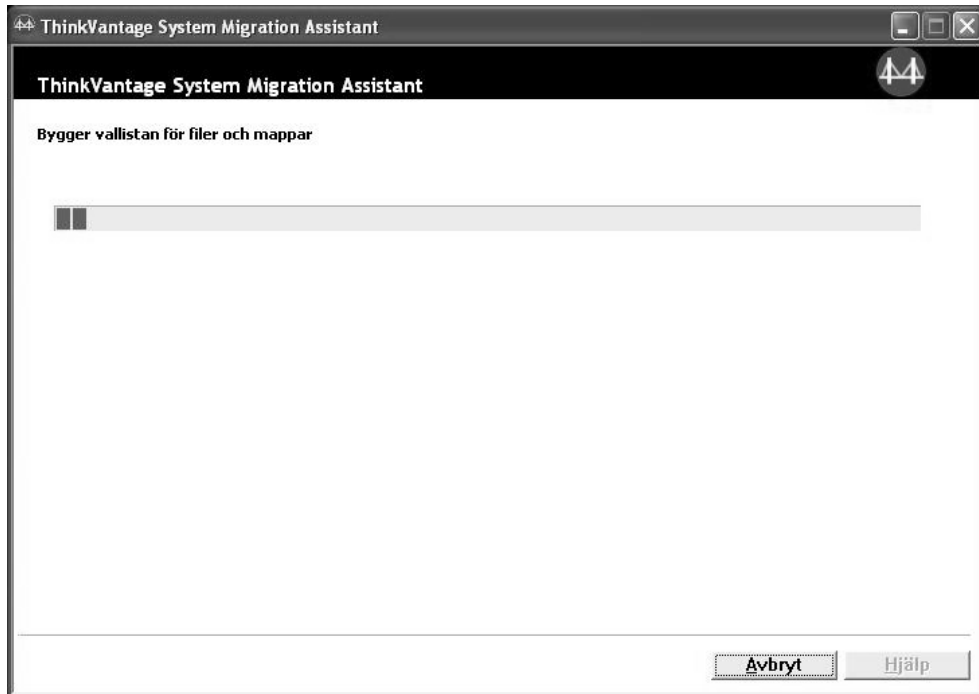 ThinkVantage System Migration Assistant
ThinkVantage System Migration Assistant
Bygger vallistan för filer och mappar
Avbryt
Hjälp